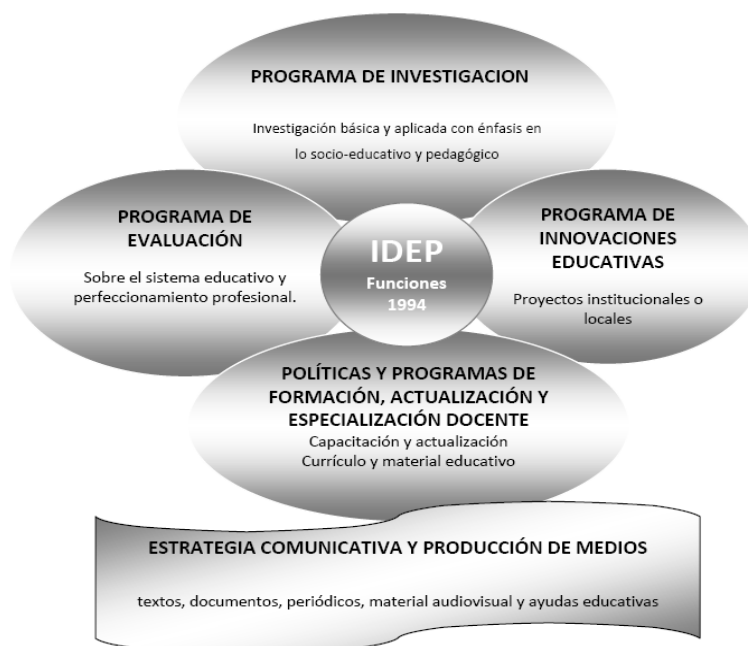 PROGRAMA DE INVESTIGACION
Investigación básica y aplicada con énfasis en
lo socio-educativo y pedagógico
PROGRAMA DE
EVALUACIÓN
Sobre el sistema educativo y
perfeccionamiento profesional.
IDEP
Funciones
1994
PROGRAMA DE
INNOVACIONES
EDUCATIVAS
Proyectos institucionales o
locales
POLÍTICAS Y PROGRAMAS DE
FORMACIÓN, ACTUALIZACIÓN Y
ESPECIALIZACIÓN DOCENTE
Capacitación y actualización
Currículo y material educativo
ESTRATEGIA COMUNICATIVA Y PRODUCCIÓN DE MEDIOS
textos, documentos, periódicos, material audiovisual y ayudas educativas